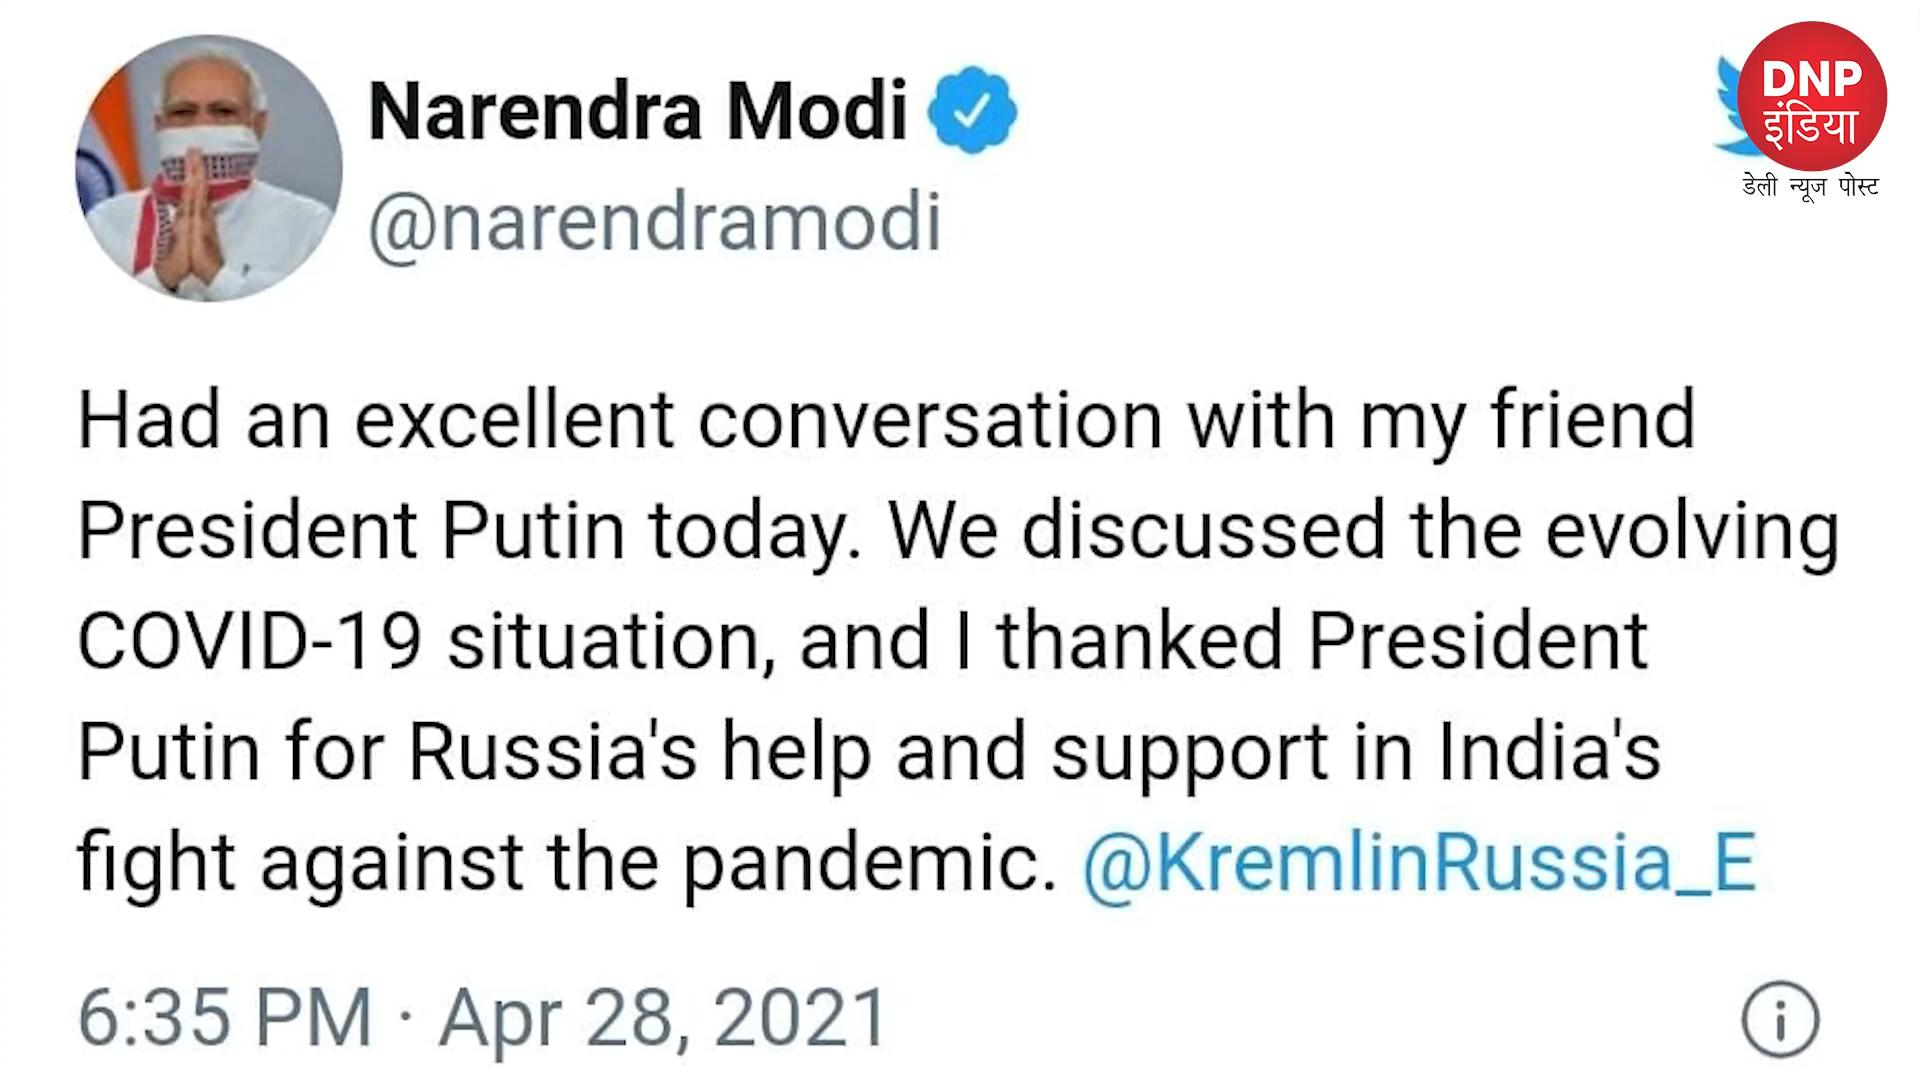 Narendra Modi
@narendramodi
DNP
इंडिया
डेली न्यूज पोस्ट
Had an excellent conversation with my friend
President Putin today. We discussed the evolving
COVID-19 situation, and I thanked President
Putin for Russia's help and support in India's
fight against the pandemic. @KremlinRussia_E
6:35 PM · Apr 28, 2021